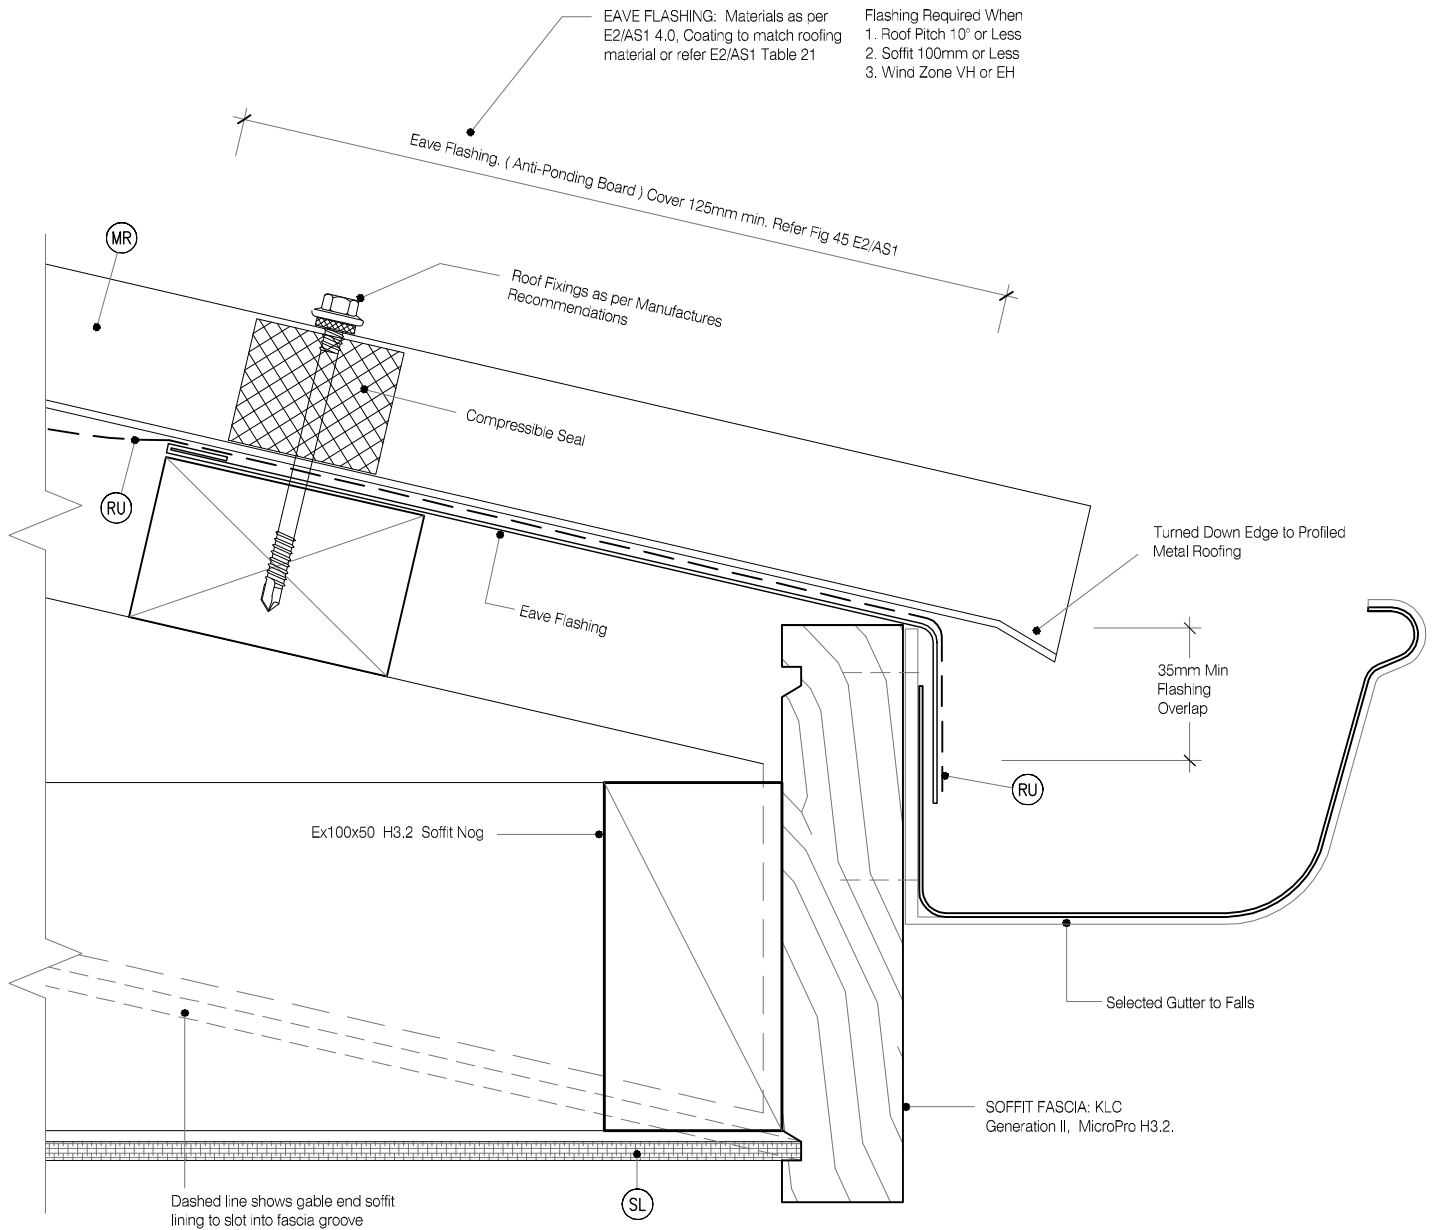 EAVE FLASHING: Materials as per
E2/AS1 4.0, Coating to match roofing
material or refer E2/AS1 Table 21
Flashing Required When
1. Roof Pitch 10° or Less
2. Soffit 100mm or Less
3. Wind Zone VH or EH
Eave Flashing. ( Anti-Ponding Board ) Cover 125mm min. Refer Fig 45 E2/AS1
MR
Roof Fixings as per Manufactures
Recommendations
Compressible Seal
RU
Eave Flashing
Turned Down Edge to Profiled
Metal Roofing
35mm Min
Flashing
Overlap
RU
Ex100x50 H3.2 Soffit Nog
Selected Gutter to Falls
SOFFIT FASCIA: KLC
Generation II, MicroPro H3.2.
Dashed line shows gable end soffit
lining to slot into fascia groove
SL